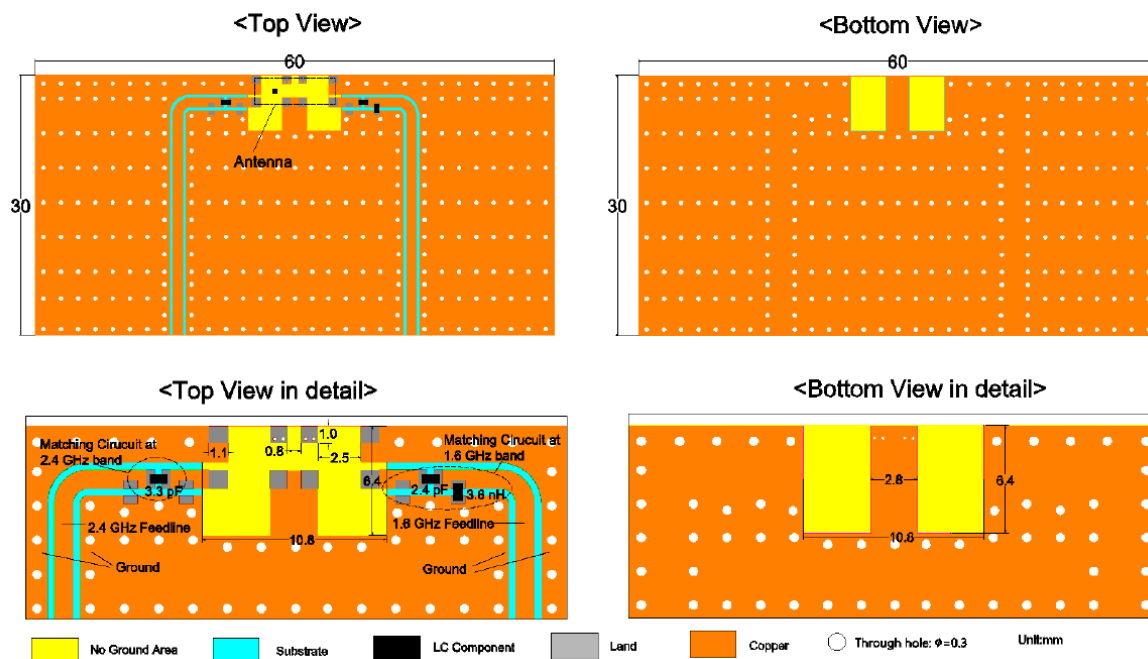 <Top View>
60
30
Antenna
<Bottom View>
60
30
<Top View in detail>
Matching Cirucuit at
2.4 GHz band
3.3 pF
2.4 GHz Feedline
Ground
1.1
0.8
1.0
2.5
6.4
10.8
Matching Cirucuit at
1.6 GHz band
2.4 pF
3.6 nH
1.6 GHz Feedline
Ground
<Bottom View in detail>
2.8
6.4
10.8
No Ground Area
Substrate
LC Component
Land
Copper
Through hole: φ=0.3
Unit:mm